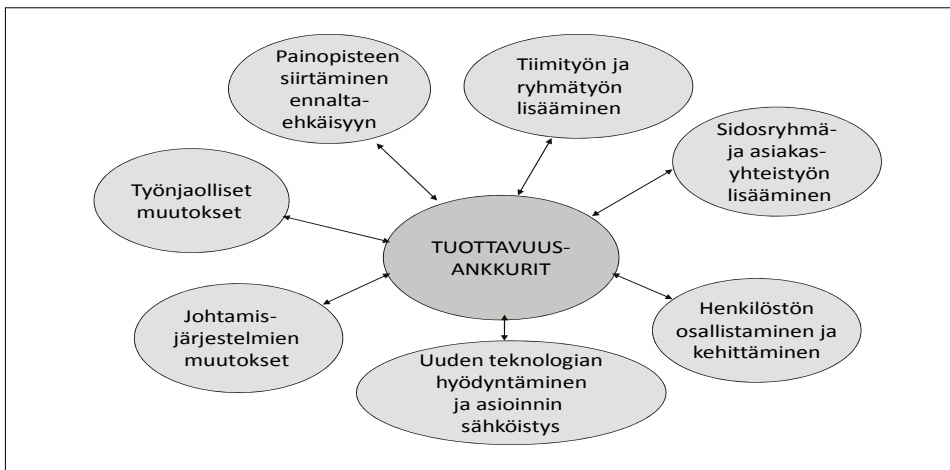 Painopisteen
siirtäminen
ennalta-
ehkäisyyn
Tiimityön ja
ryhmätyön
lisääminen
Sidosryhmä-
ja asiakas-
yhteistyön
lisääminen
Työnjaolliset
muutokset
TUOTTAVUUS-
ANKKURIT
Johtamis-
järjestelmien
muutokset
Henkilöstön
osallistaminen ja
kehittäminen
Uuden teknologian
hyödyntäminen
ja asioinnin
sähköistys